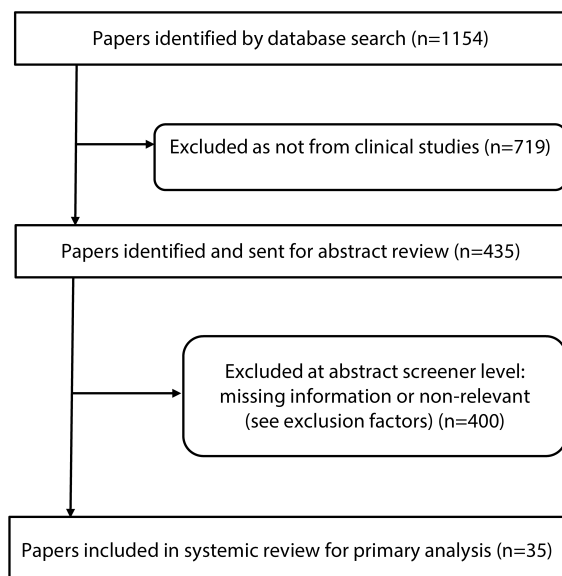 Papers identified by database search (n=1154)
Excluded as not from clinical studies (n=719)
Papers identified and sent for abstract review (n=435)
Excluded at abstract screener level:
missing information or non-relevant
(see exclusion factors) (n=400)
Papers included in systemic review for primary analysis (n=35)